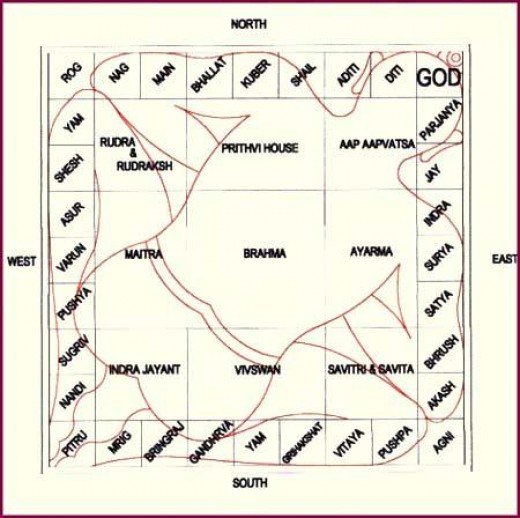 NORTH
ROG NAG MAIN BHALLAT KUBER SHAIL ADITI DITI GOD
YAM PARJANYA
RUDRA
&
RUDRAKSH
PRITHVI HOUSE
AAP AAPVATSA
SHESH JAY
ASUR INDRA
WEST VARUN MAITRA BRAHMA AYARMA SURYA EAST
PUSHYA SATYA
SUGRIV BHRUSH
INDRA JAYANT VIVSWAN SAVITRI & SAVITA
NANDI AKASH
PITRU MRIG BRINGRAJ GANDHRVA YAM GRIHAKSHAT VITAYA PUSHPA AGNI
SOUTH